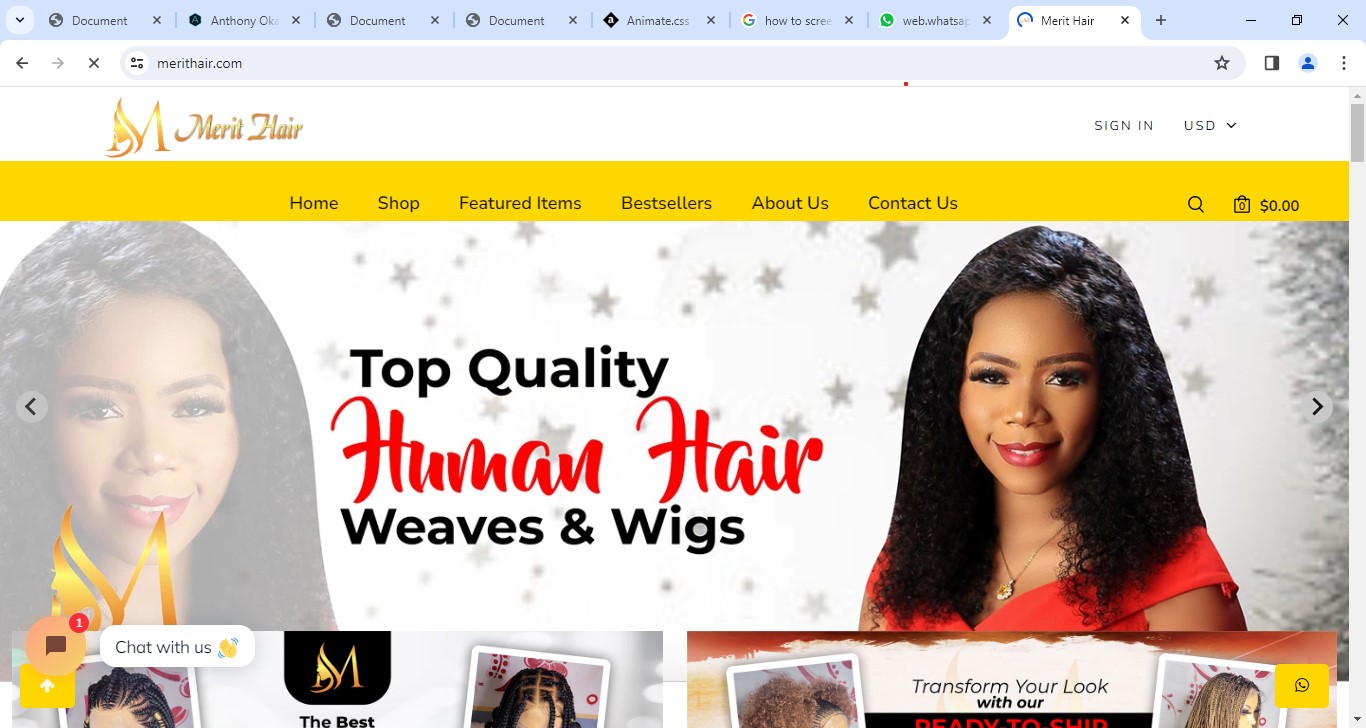 Document
Anthony Oka
Document
Document
Animate.css
how to scree
web.whatsap
Merit Hair
merithair.com
Merit Hair
SIGN IN
USD
Home
Shop
Featured Items
Bestsellers
About Us
Contact Us
0
$0.00
Top Quality
Human Hair
Weaves & Wigs
1
Chat with us 👋
M
The Best
Transform Your Look
with our
READY TO SHIP